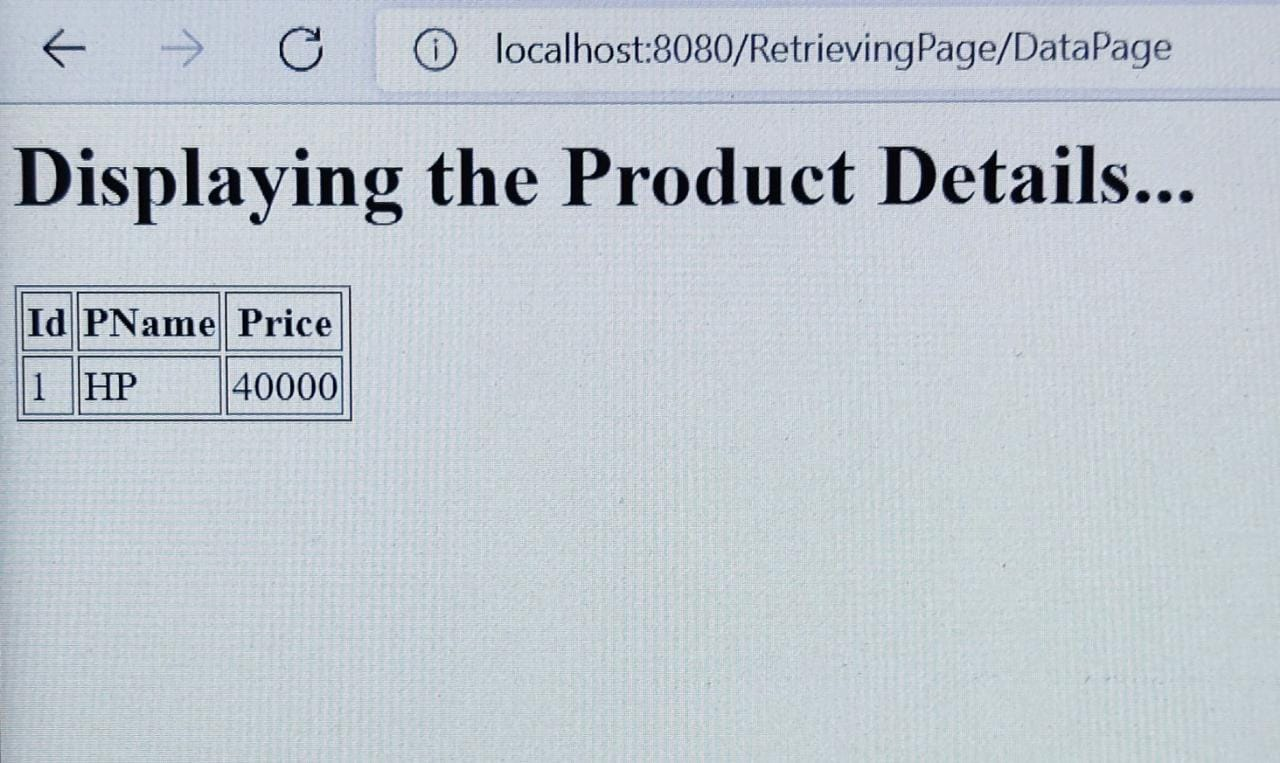 localhost:8080/RetrievingPage/DataPage
Displaying the Product Details...
Id PName Price
1 HP 40000